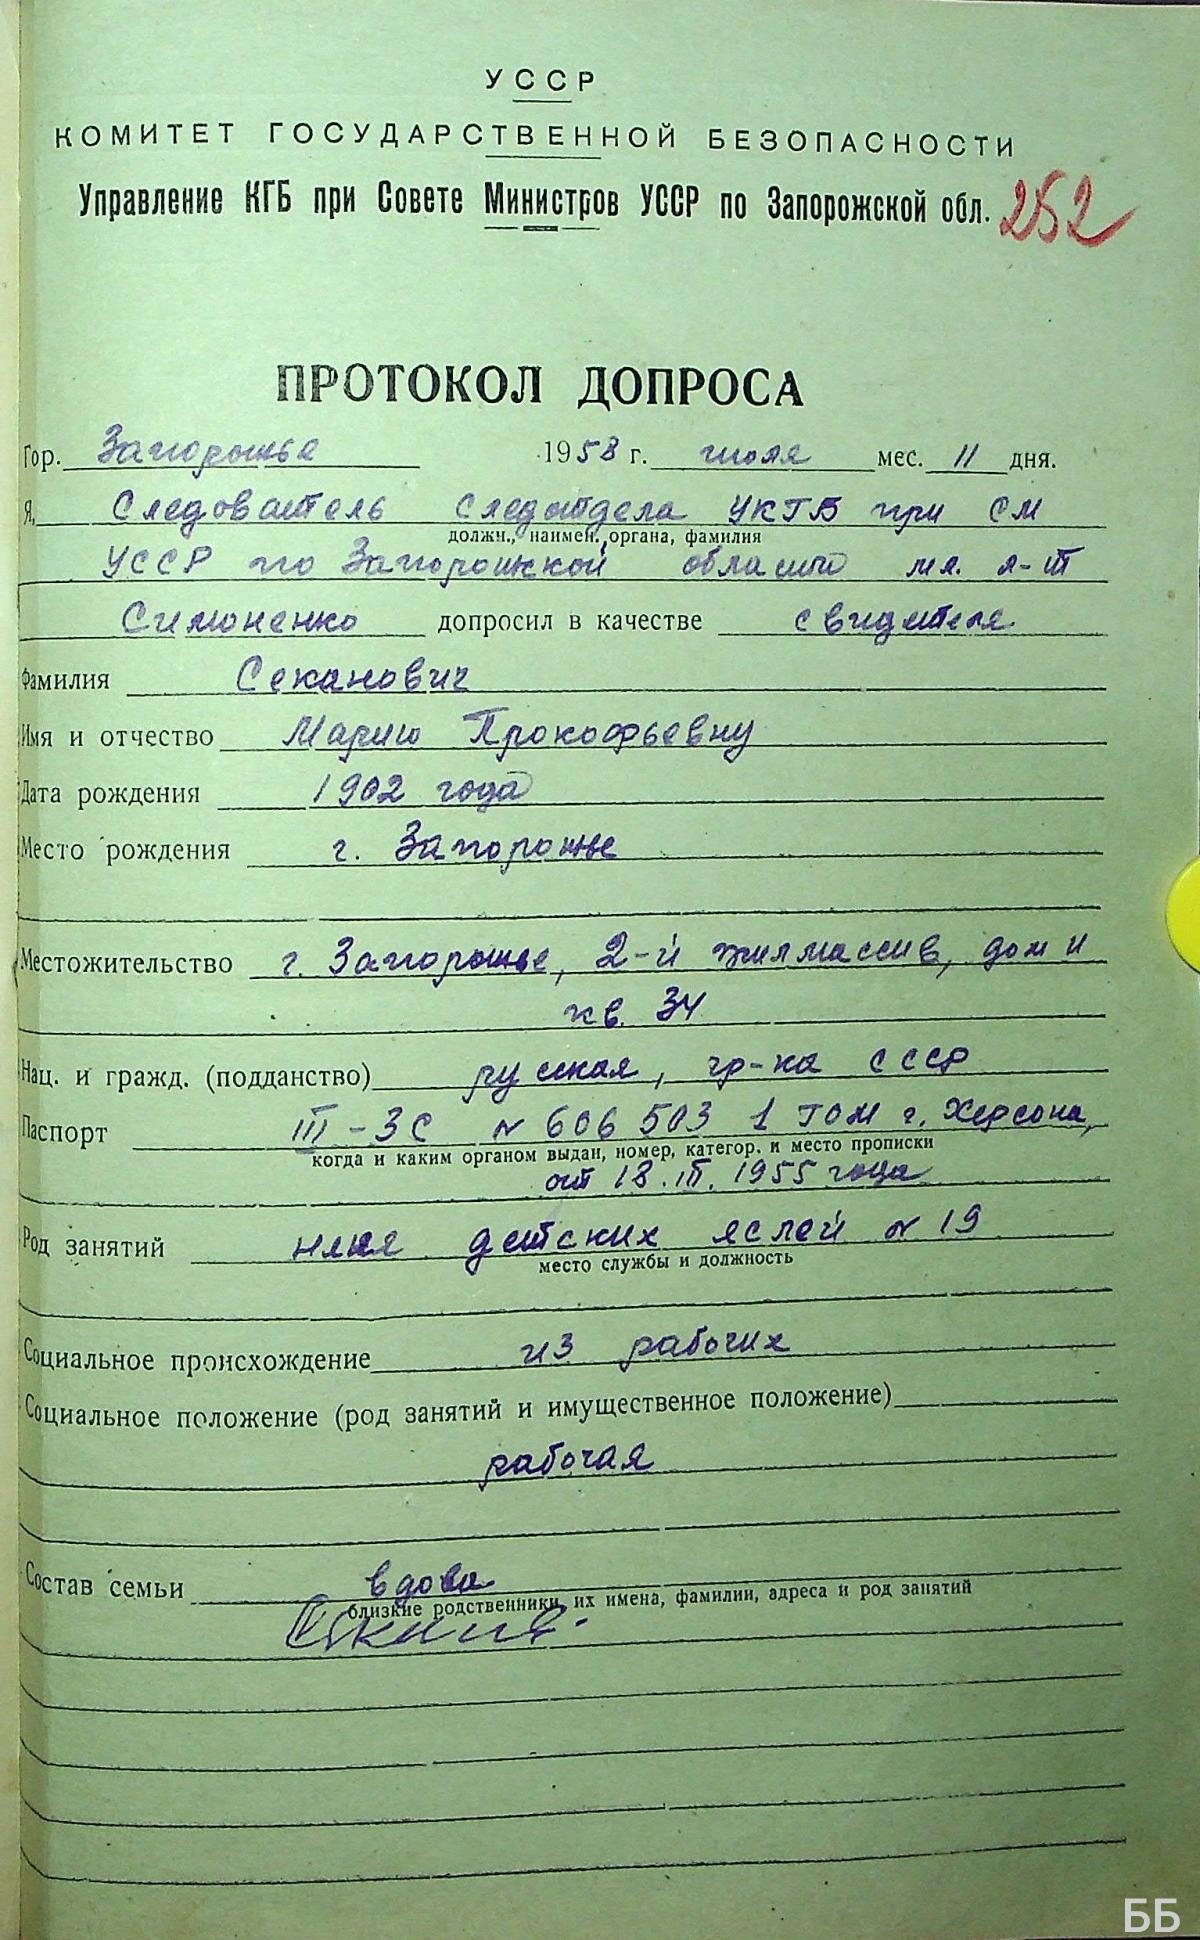 УССР
КОМИТЕТ ГОСУДАРСТВЕННОЙ БЕЗОПАСНОСТИ
Управление КГБ при Совете Министров УССР по Запорожской обл. 252
ПРОТОКОЛ ДОПРОСА
Гор. Запорожье 1958 г. июля мес. 11 дня.
Я, Следователь следотдела УКГБ при СМ
должн., наимен. органа, фамилия
УССР по Запорожской области мл. л-т
Симоненко допросил в качестве свидетеля
Фамилия Секанович
Имя и отчество Марию Прокофьевну
Дата рождения 1902 года
Место рождения г. Запорожье
Местожительство г. Запорожье, 2-й жилмассив, дом и
кв. 34
Нац. и гражд. (подданство) русская, гр-ка СССР
Паспорт III-ЗС № 606503 1 ГОМ г. Херсона,
когда и каким органом выдан, номер, категор. и место прописки
от 18.III.1955 года
Род занятий няня детских яслей № 19
место службы и должность
Социальное происхождение из рабочих
Социальное положение (род занятий и имущественное положение)
рабочая
Состав семьи вдова
близкие родственники, их имена, фамилии, адреса и род занятий
ББ